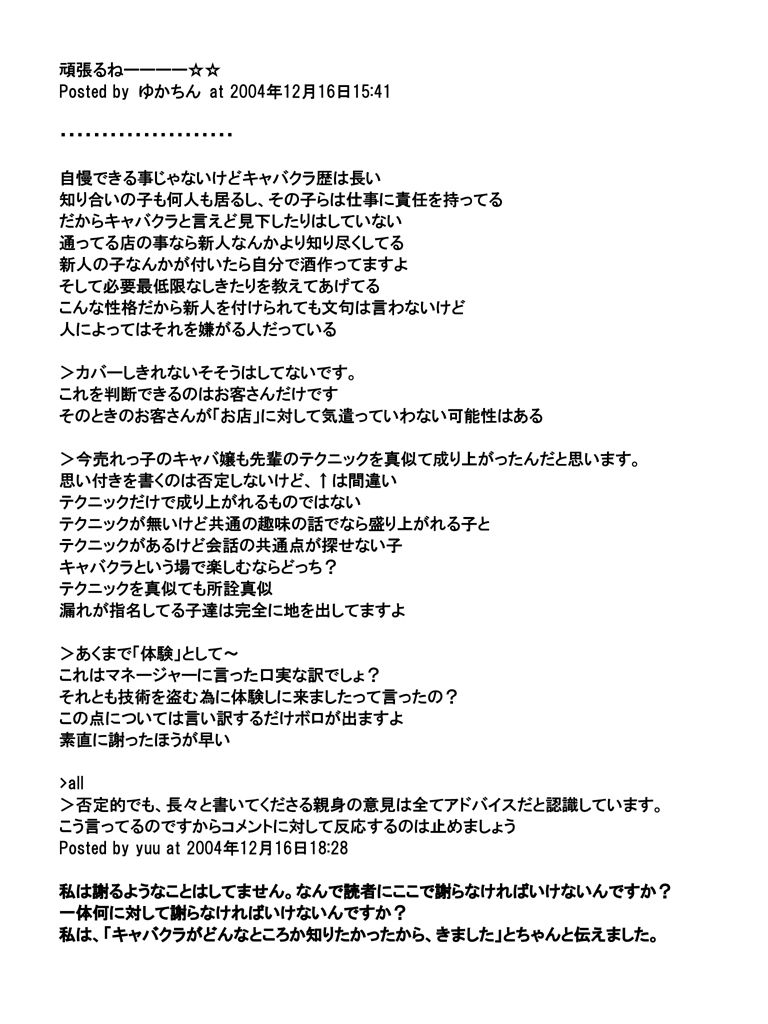 頑張るねーーーー☆☆
Posted by ゆかちん at 2004年12月16日15:41
・・・・・・・・・・・・・・・・・・・・・
自慢できる事じゃないけどキャバクラ歴は長い
知り合いの子も何人も居るし、その子らは仕事に責任を持ってる
だからキャバクラと言えど見下したりはしていない
通ってる店の事なら新人なんかより知り尽くしてる
新人の子なんかが付いたら自分で酒作ってますよ
そして必要最低限なしきたりを教えてあげてる
こんな性格だから新人を付けられても文句は言わないけど
人によってはそれを嫌がる人だっている
＞カバーしきれないそそうはしてないです。
これを判断できるのはお客さんだけです
そのときのお客さんが「お店」に対して気遣っていわない可能性はある
＞今売れっ子のキャバ嬢も先輩のテクニックを真似て成り上がったんだと思います。
思い付きを書くのは否定しないけど、↑は間違い
テクニックだけで成り上がれるものではない
テクニックが無いけど共通の趣味の話でなら盛り上がれる子と
テクニックがあるけど会話の共通点が探せない子
キャバクラという場で楽しむならどっち？
テクニックを真似ても所詮真似
漏れが指名してる子達は完全に地を出してますよ
＞あくまで「体験」として～
これはマネージャーに言った口実な訳でしょ？
それとも技術を盗む為に体験しに来ましたって言ったの？
この点については言い訳するだけボロが出ますよ
素直に謝ったほうが早い
>all
＞否定的でも、長々と書いてくださる親身の意見は全てアドバイスだと認識しています。
こう言ってるのですからコメントに対して反応するのは止めましょう
Posted by yuu at 2004年12月16日18:28
私は謝るようなことはしてません。なんで読者にここで謝らなければいけないんですか？
一体何に対して謝らなければいけないんですか？
私は、「キャバクラがどんなところか知りたかったから、きました」とちゃんと伝えました。